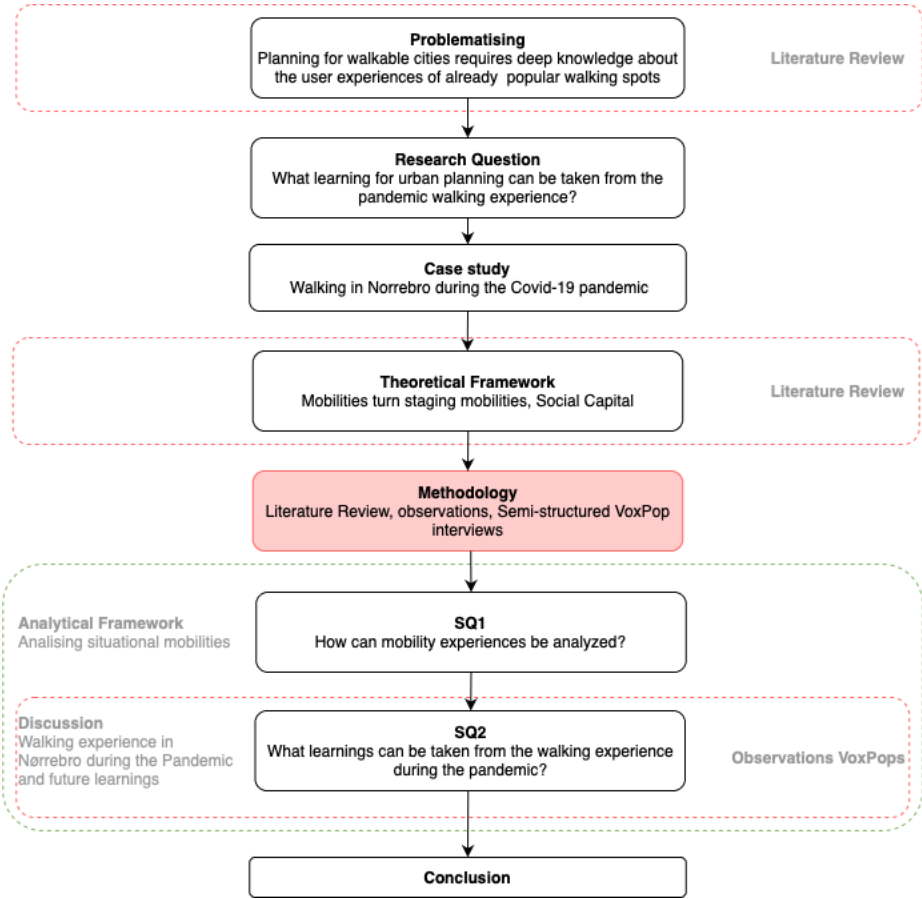 Problematising
Planning for walkable cities requires deep knowledge about
the user experiences of already popular walking spots
Literature Review
Research Question
What learning for urban planning can be taken from the
pandemic walking experience?
Case study
Walking in Norrebro during the Covid-19 pandemic
Theoretical Framework
Mobilities turn staging mobilities, Social Capital
Literature Review
Methodology
Literature Review, observations, Semi-structured VoxPop
interviews
Analytical Framework
Analising situational mobilities
SQ1
How can mobility experiences be analyzed?
Discussion
Walking experience in
Nørrebro during the Pandemic
and future learnings
SQ2
What learnings can be taken from the walking experience
during the pandemic?
Observations VoxPops
Conclusion